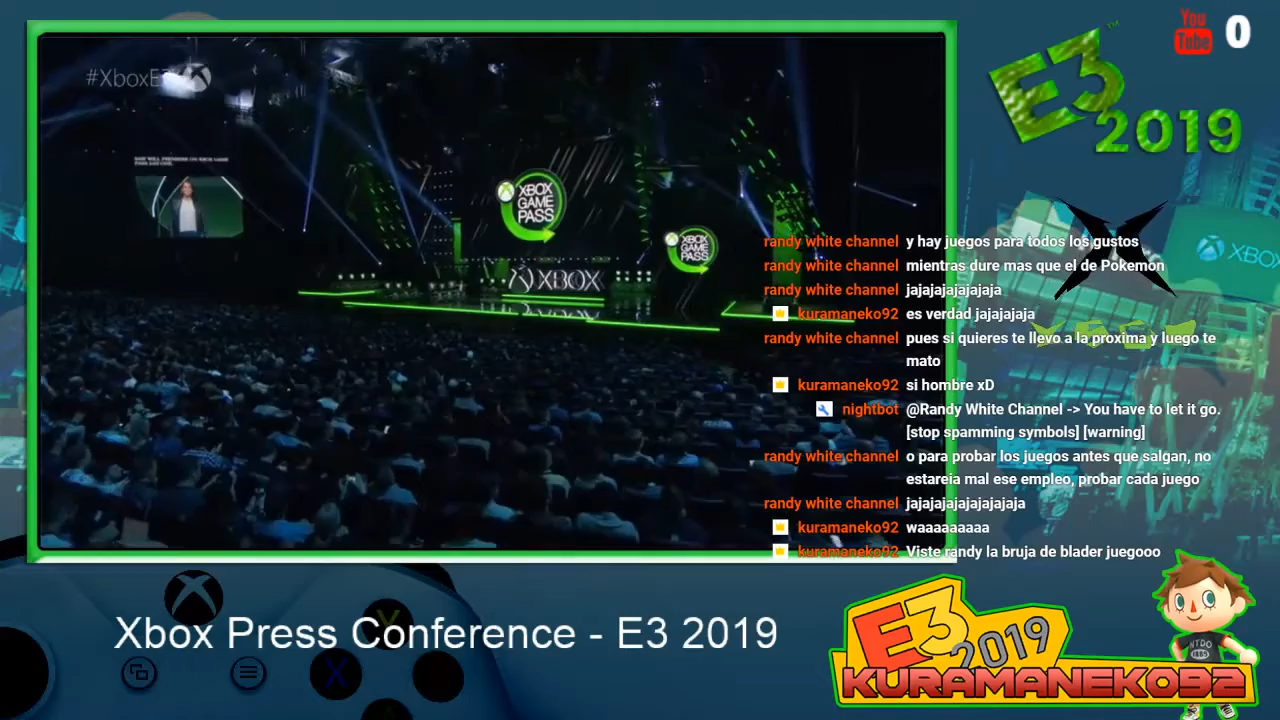 You
Tube
0
E3
2019
#XboxE3
XBOX
GAME
PASS
XBOX
GAME
PASS
XBOX
XBOX
randy white channel y hay juegos para todos los gustos
randy white channel mientras dure mas que el de Pokemon
randy white channel jajajajajajaja
kuramaneko92 es verdad jajajajaja
randy white channel pues si quieres te llevo a la proxima y luego te
mato
kuramaneko92 si hombre xD
nightbot @Randy White Channel -> You have to let it go.
[stop spamming symbols] [warning]
randy white channel o para probar los juegos antes que salgan, no
estareia mal ese empleo, probar cada juego
randy white channel jajajajajajajajaja
kuramaneko92 waaaaaaaaa
kuramaneko92 Viste randy la bruja de blader juegooo
Xbox Press Conference - E3 2019
E3
2019
KURAMANEKO92
NTDO